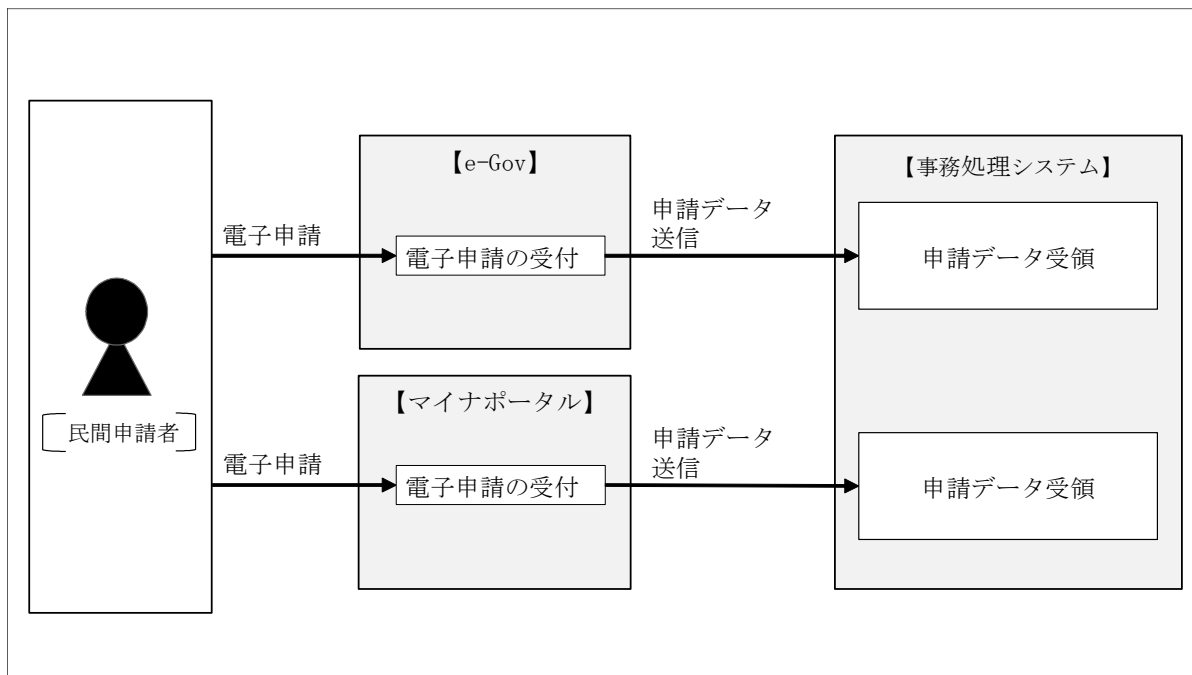 【e-Gov】
【事務処理システム】
電子申請
電子申請の受付
申請データ
送信
申請データ受領
【マイナポータル】
民間申請者
電子申請
電子申請の受付
申請データ
送信
申請データ受領